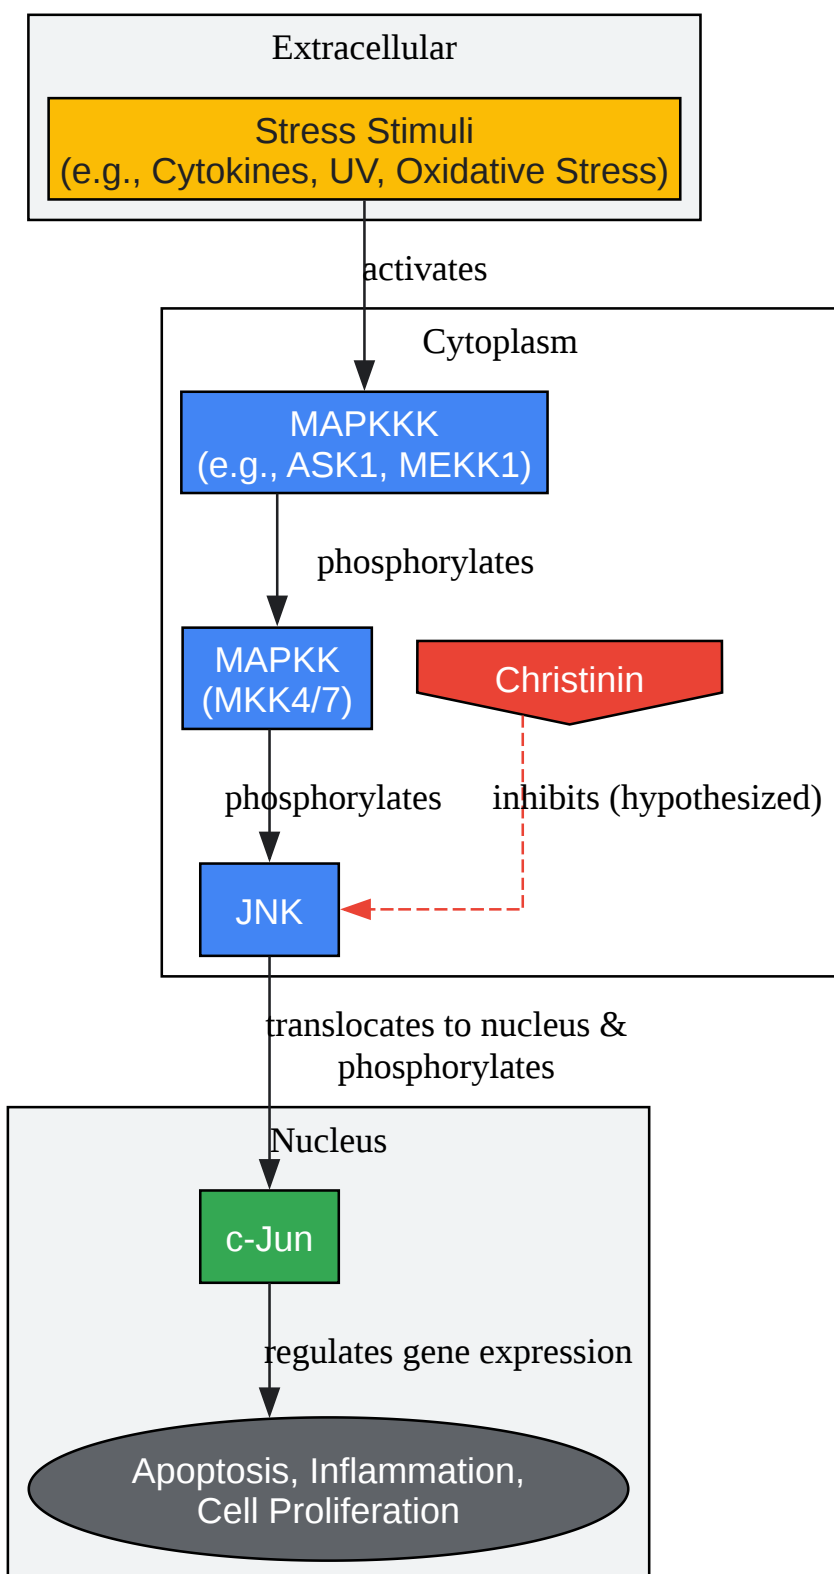 Extracellular
Stress Stimuli
(e.g., Cytokines, UV, Oxidative Stress)
activates
Cytoplasm
MAPKKK
(e.g., ASK1, MEKK1)
phosphorylates
MAPKK
(MKK4/7)
Christinin
phosphorylates
inhibits (hypothesized)
JNK
translocates to nucleus &
phosphorylates
Nucleus
c-Jun
regulates gene expression
Apoptosis, Inflammation,
Cell Proliferation